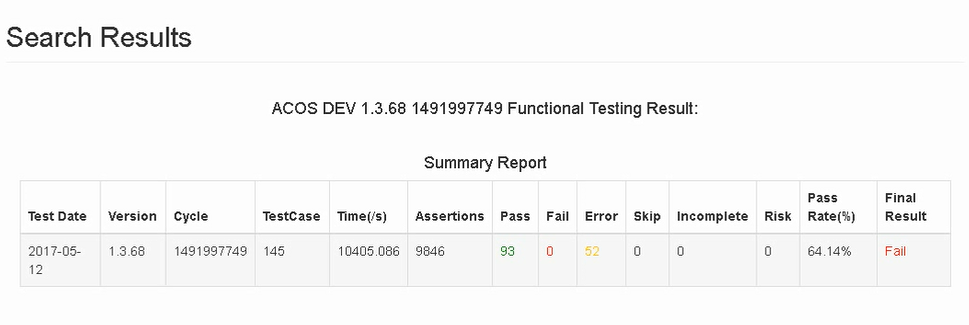 Search Results
ACOS DEV 1.3.68 1491997749 Functional Testing Result:
Summary Report
Test Date Version Cycle TestCase Time(/s) Assertions Pass Fail Error Skip Incomplete Risk Pass Rate(%) Final Result
2017-05-12 1.3.68 1491997749 145 10405.086 9846 93 0 52 0 0 0 64.14% Fail